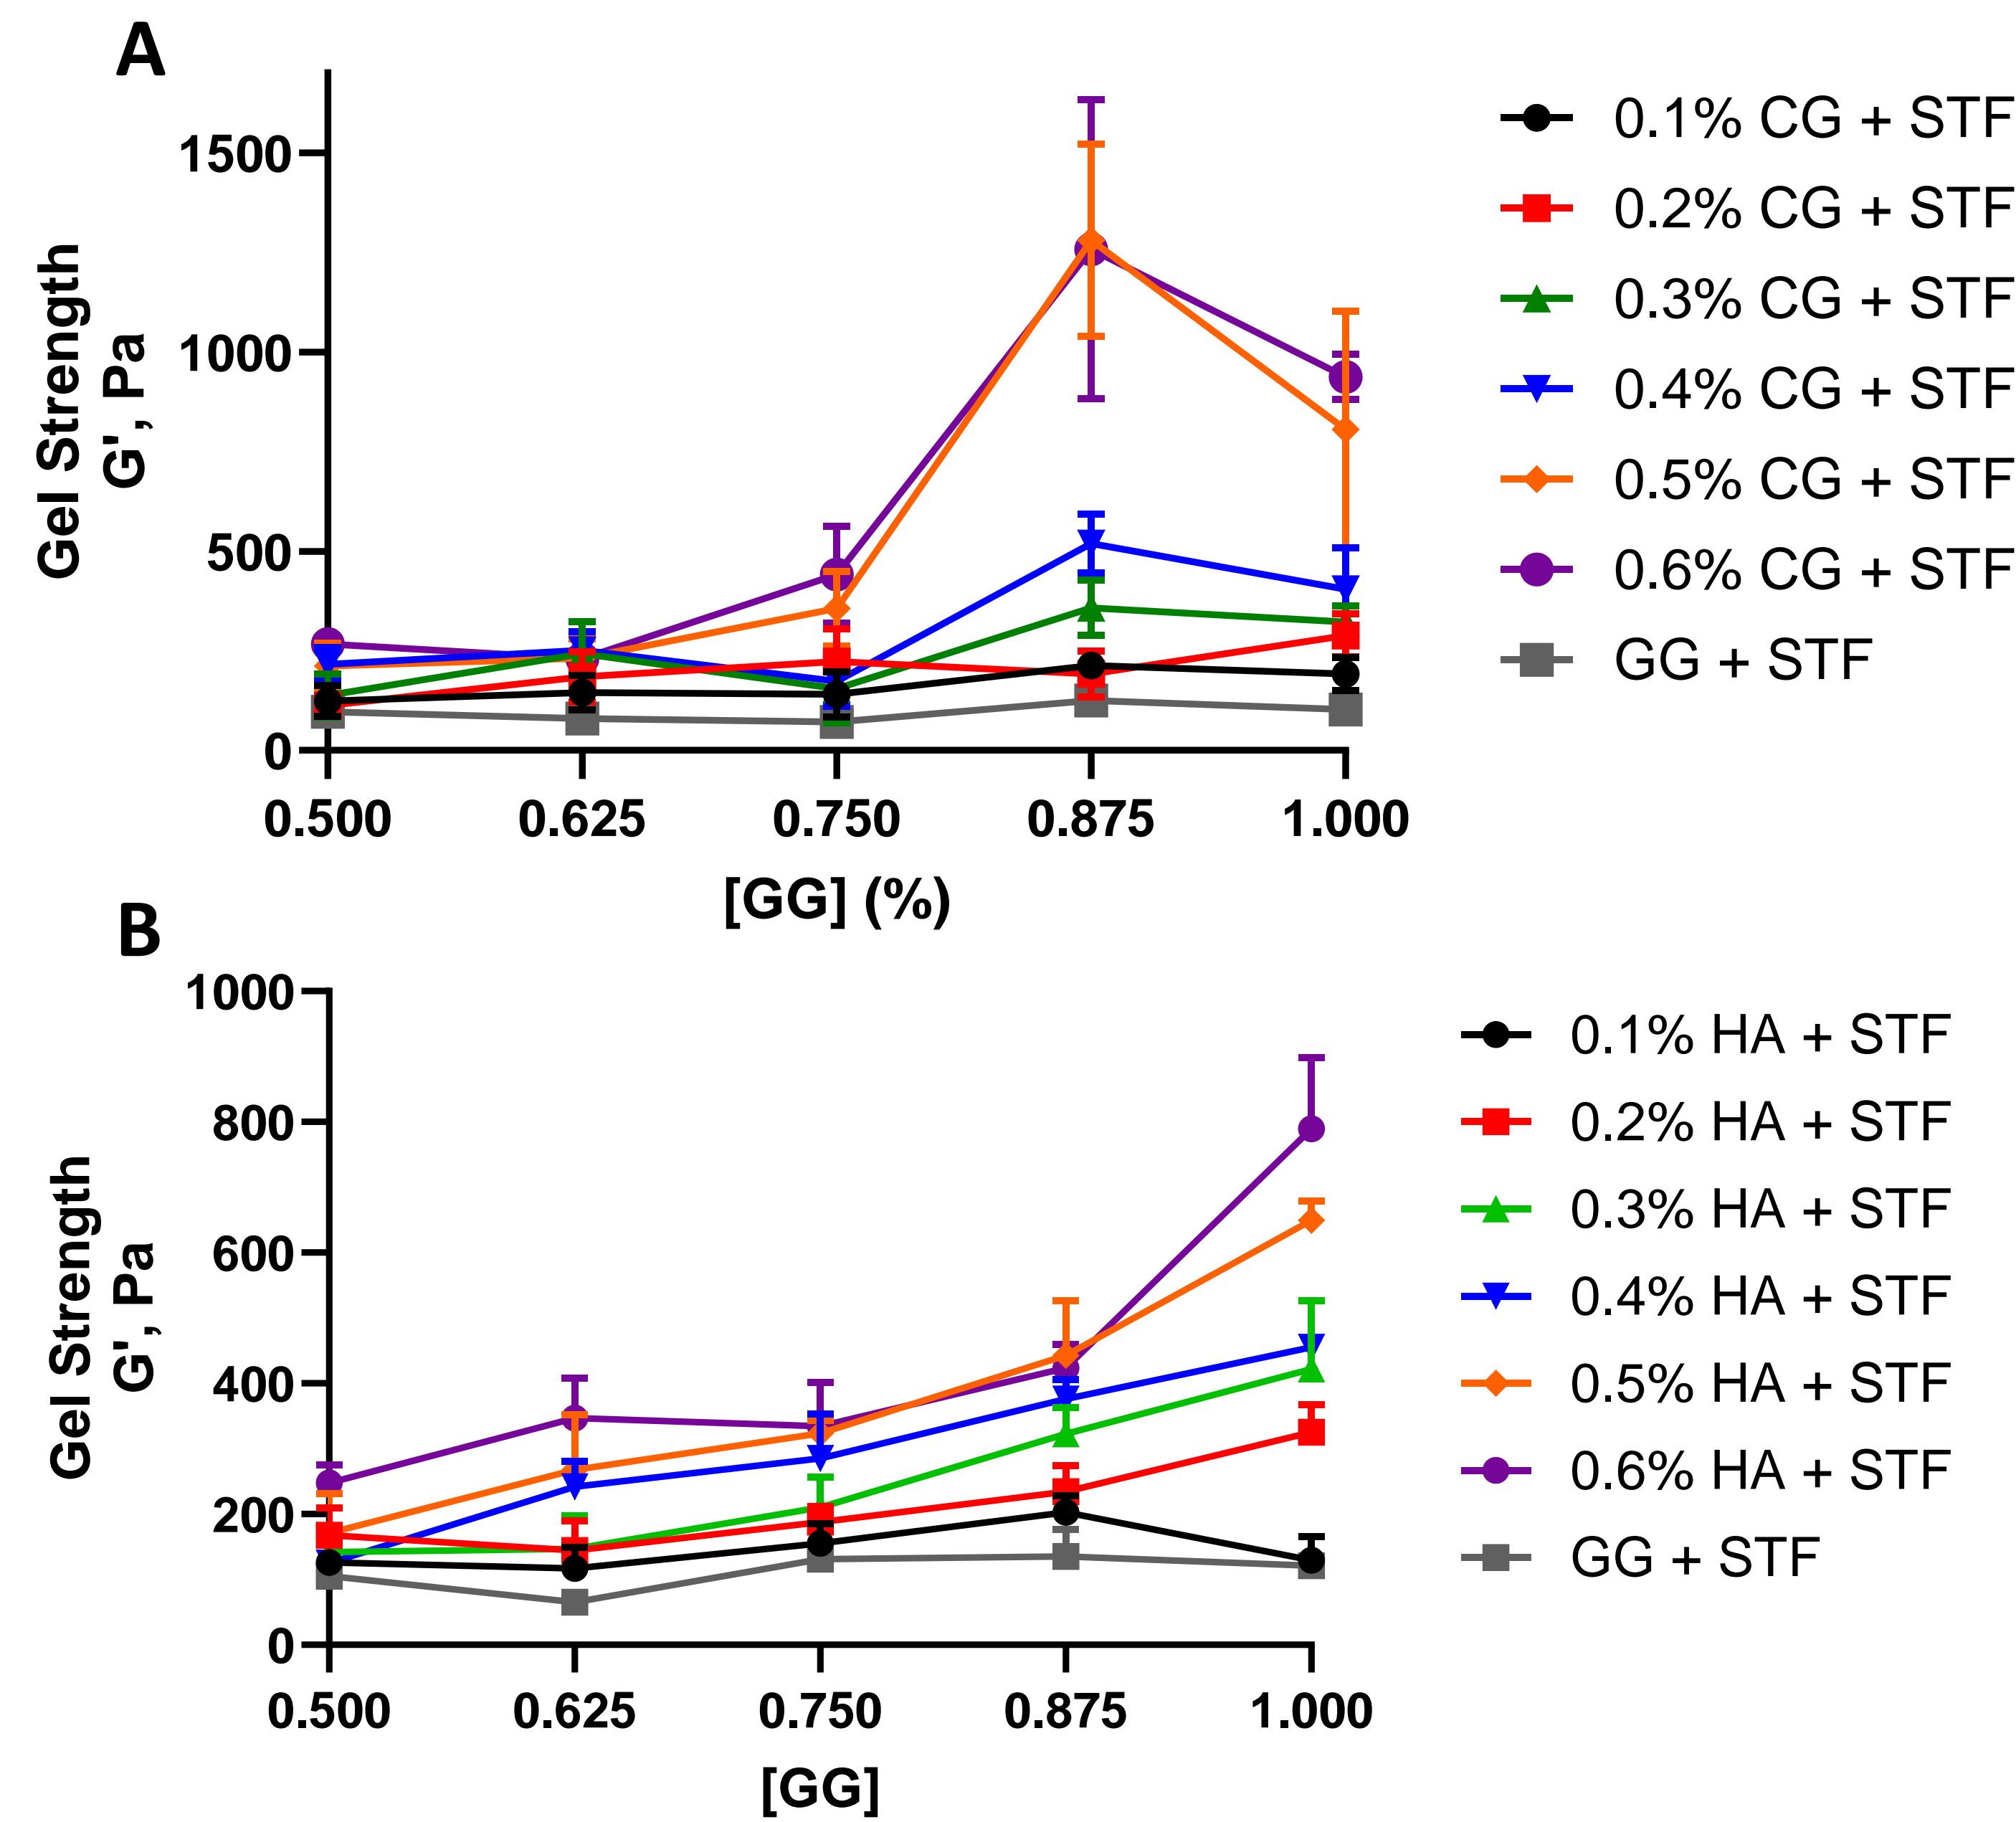 A
Gel Strength
G', Pa
1500
1000
500
0
0.500 0.625 0.750 0.875 1.000
[GG] (%)
0.1% CG + STF
0.2% CG + STF
0.3% CG + STF
0.4% CG + STF
0.5% CG + STF
0.6% CG + STF
GG + STF
B
Gel Strength
G', Pa
1000
800
600
400
200
0
0.500 0.625 0.750 0.875 1.000
[GG]
0.1% HA + STF
0.2% HA + STF
0.3% HA + STF
0.4% HA + STF
0.5% HA + STF
0.6% HA + STF
GG + STF